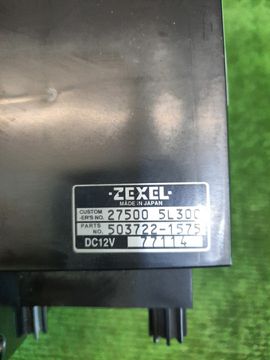 ·ZEXEL·
MADE IN JAPAN
CUSTOM
-ER'S NO. 27500 5L300
PARTS
NO. 503722-1575
DC12V 77114